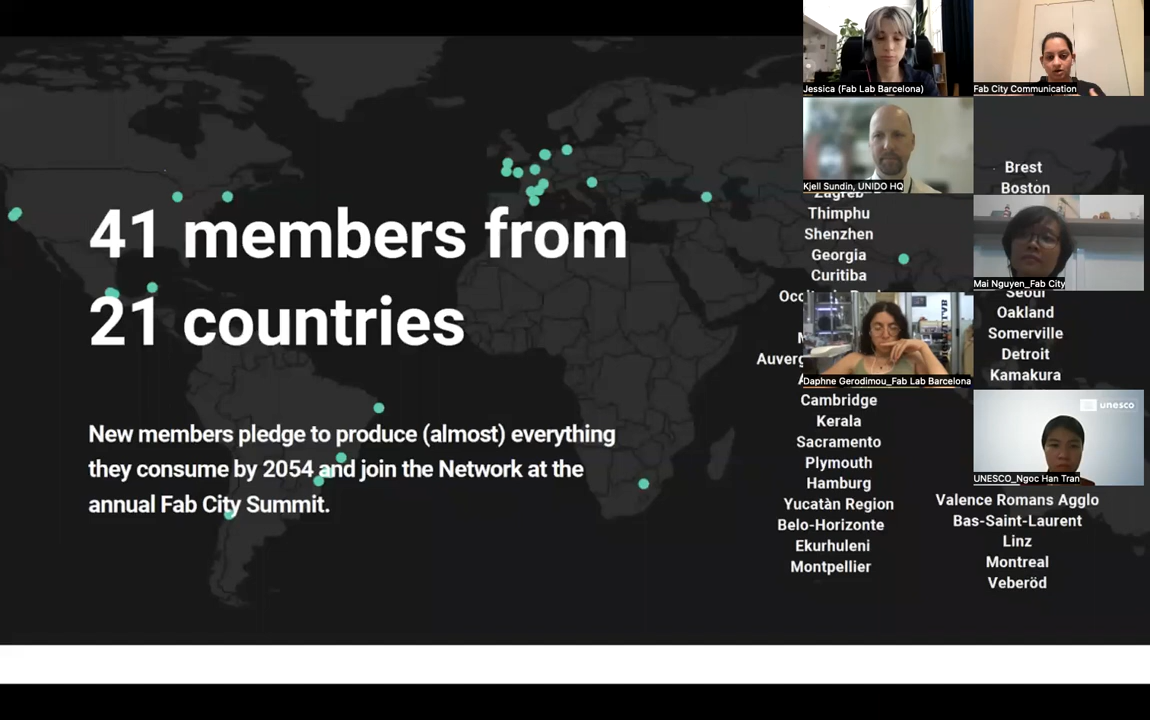 Jessica (Fab Lab Barcelona)
Fab City Communication
Kjell Sundin, UNIDO HQ
Mai Nguyen_Fab City
Daphne Gerodimou_Fab Lab Barcelona
unesco
UNESCO_Ngoc Han Tran
41 members from
21 countries
New members pledge to produce (almost) everything
they consume by 2054 and join the Network at the
annual Fab City Summit.
Zagreb
Thimphu
Shenzhen
Georgia
Curitiba
Cambridge
Kerala
Sacramento
Plymouth
Hamburg
Yucatàn Region
Belo-Horizonte
Ekurhuleni
Montpellier
Brest
Boston
Seoul
Oakland
Somerville
Detroit
Kamakura
Valence Romans Agglo
Bas-Saint-Laurent
Linz
Montreal
Veberöd